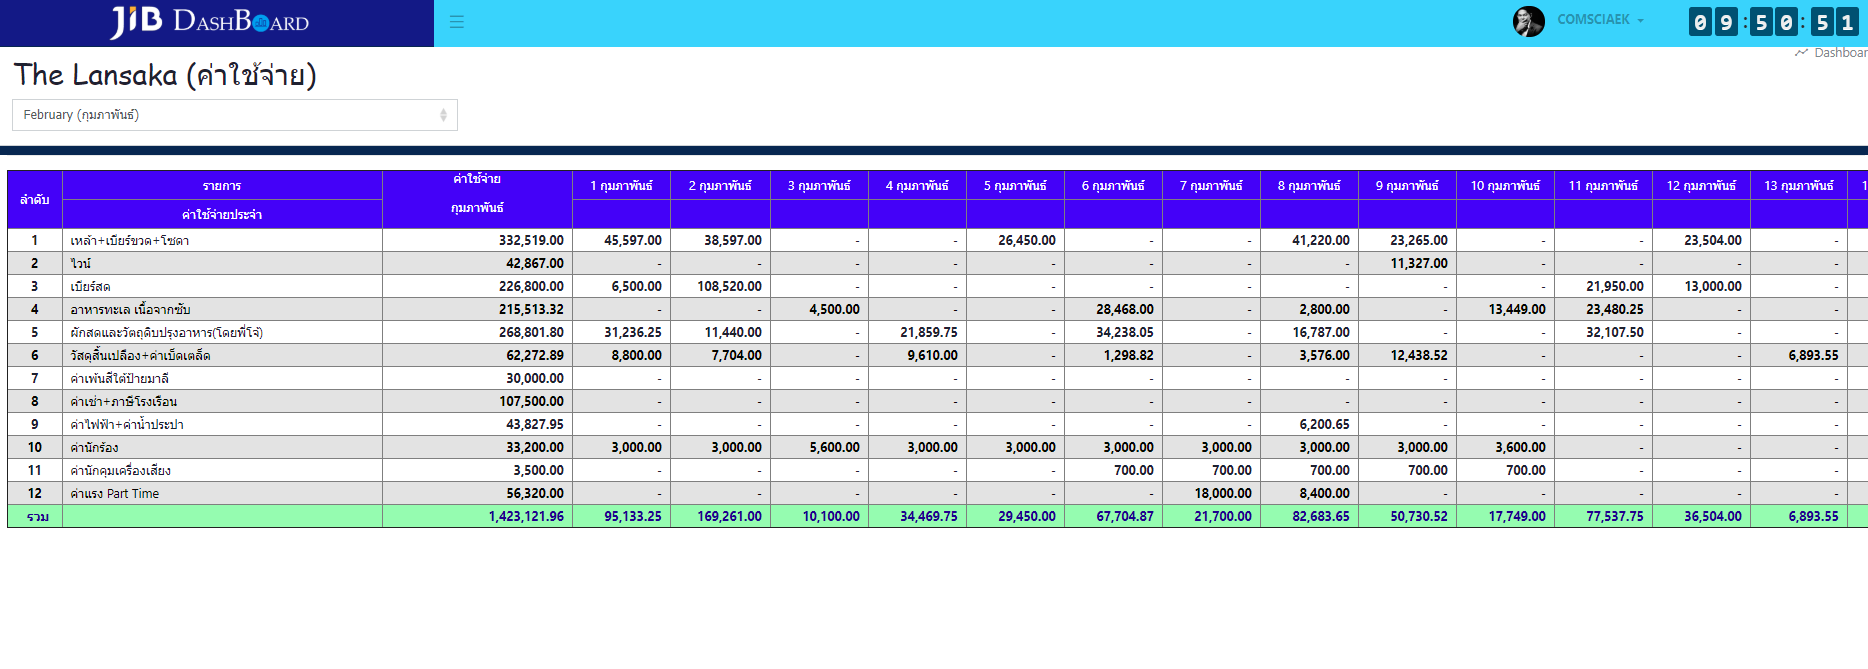 JIB DASHBOARD
COMSCIAEK
09:50:51
Dashboar
The Lansaka (ค่าใช้จ่าย)
February (กุมภาพันธ์)
ลำดับ รายการ ค่าใช้จ่าย 1 กุมภาพันธ์ 2 กุมภาพันธ์ 3 กุมภาพันธ์ 4 กุมภาพันธ์ 5 กุมภาพันธ์ 6 กุมภาพันธ์ 7 กุมภาพันธ์ 8 กุมภาพันธ์ 9 กุมภาพันธ์ 10 กุมภาพันธ์ 11 กุมภาพันธ์ 12 กุมภาพันธ์ 13 กุมภาพันธ์ 1
ค่าใช้จ่ายประจำ กุมภาพันธ์
1 เหล้า+เบียร์ขวด+โซดา 332,519.00 45,597.00 38,597.00 - - 26,450.00 - - 41,220.00 23,265.00 - - 23,504.00 -
2 ไวน์ 42,867.00 - - - - - - - - 11,327.00 - - - -
3 เบียร์สด 226,800.00 6,500.00 108,520.00 - - - - - - - - 21,950.00 13,000.00 -
4 อาหารทะเล เนื้อจากซับ 215,513.32 - - 4,500.00 - - 28,468.00 - 2,800.00 - 13,449.00 23,480.25 - -
5 ผักสดและวัตถุดิบปรุงอาหาร(โดยพี่โจ้) 268,801.80 31,236.25 11,440.00 - 21,859.75 - 34,238.05 - 16,787.00 - - 32,107.50 - -
6 วัสดุสิ้นเปลือง+ค่าเบ็ดเตล็ด 62,272.89 8,800.00 7,704.00 - 9,610.00 - 1,298.82 - 3,576.00 12,438.52 - - - 6,893.55
7 ค่าเพ้นสีใต้ป้ายมาลี 30,000.00 - - - - - - - - - - - - -
8 ค่าเช่า+ภาษีโรงเรือน 107,500.00 - - - - - - - - - - - - -
9 ค่าไฟฟ้า+ค่าน้ำประปา 43,827.95 - - - - - - - 6,200.65 - - - - -
10 ค่านักร้อง 33,200.00 3,000.00 3,000.00 5,600.00 3,000.00 3,000.00 3,000.00 3,000.00 3,000.00 3,000.00 3,600.00 - - -
11 ค่านักคุมเครื่องเสียง 3,500.00 - - - - - 700.00 700.00 700.00 700.00 700.00 - - -
12 ค่าแรง Part Time 56,320.00 - - - - - - 18,000.00 8,400.00 - - - - -
รวม 1,423,121.96 95,133.25 169,261.00 10,100.00 34,469.75 29,450.00 67,704.87 21,700.00 82,683.65 50,730.52 17,749.00 77,537.75 36,504.00 6,893.55